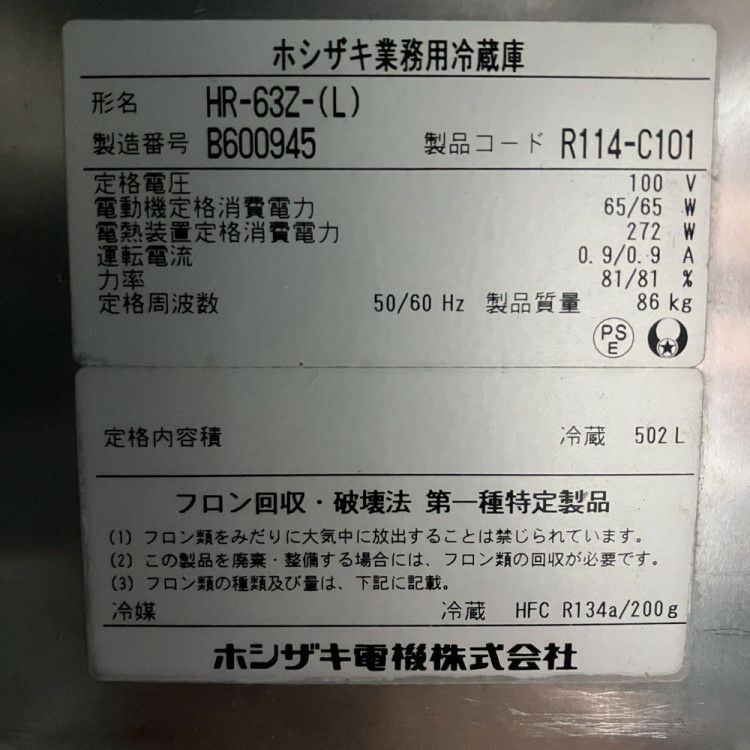 ホシザキ業務用冷蔵庫
形名 HR-63Z-(L)
製造番号 B600945 製品コード R114-C101
定格電圧 100 V
電動機定格消費電力 65/65 W
電熱装置定格消費電力 272 W
運転電流 0.9/0.9 A
力率 81/81 %
定格周波数 50/60 Hz 製品質量 86 kg
PS
E
定格内容積 冷蔵 502 L
フロン回収・破壊法 第一種特定製品
(1) フロン類をみだりに大気中に放出することは禁じられています。
(2) この製品を廃棄・整備する場合には、フロン類の回収が必要です。
(3) フロン類の種類及び量は、下記に記載。
冷媒 冷蔵 HFC R134a/200g
ホシザキ電機株式会社